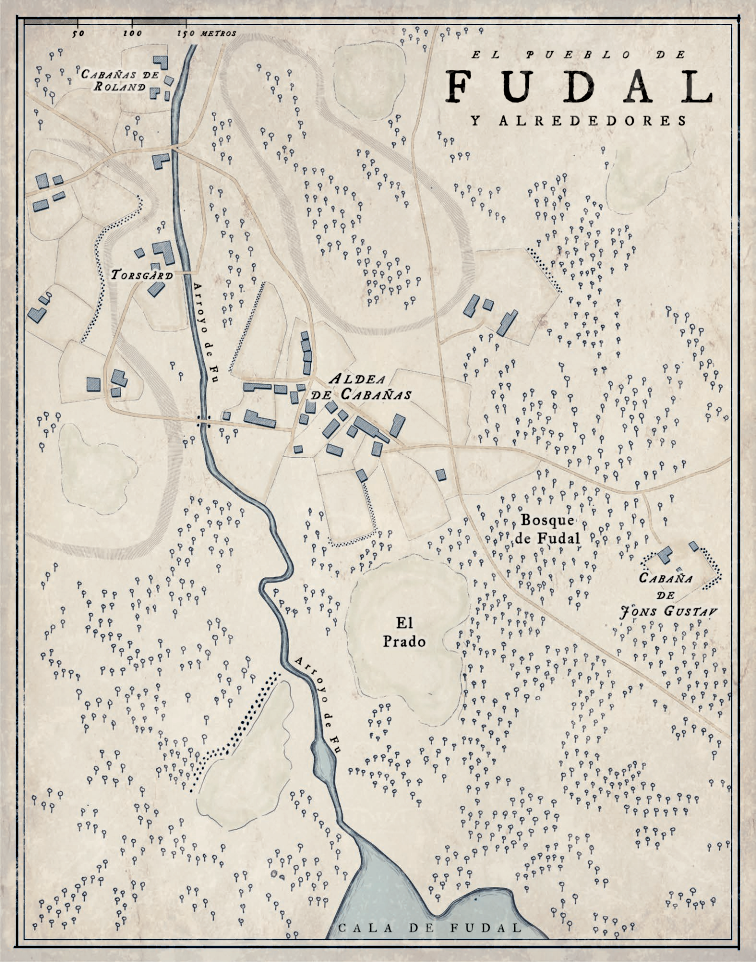 50 100 150 METROS
EL PUEBLO DE
FUDAL
Y ALREDEDORES
CABAÑAS DE
ROLAND
TORSGÅRD
Arroyo de Fu
ALDEA
DE CABAÑAS
Bosque
de Fudal
CABAÑA
DE
JONS GUSTAV
El
Prado
Arroyo de Fu
CALA DE FUDAL